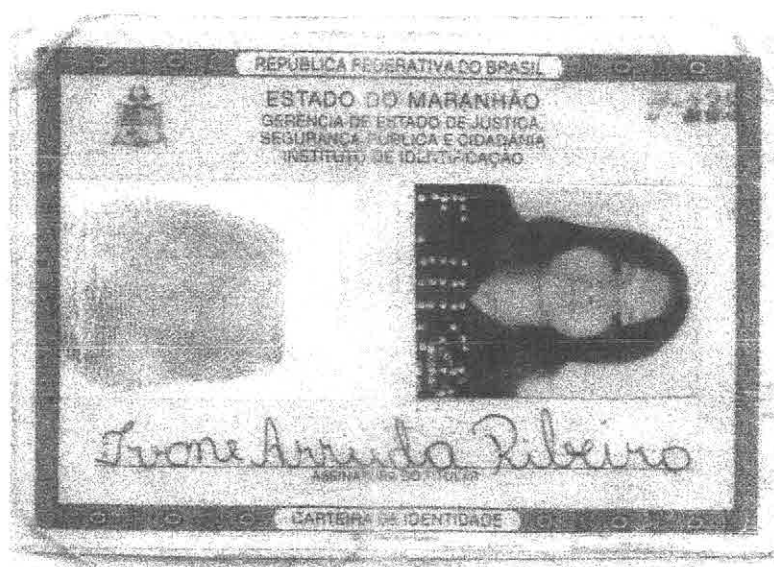 REPÚBLICA FEDERATIVA DO BRASIL
ESTADO DO MARANHÃO
GERÊNCIA DE ESTADO DE JUSTIÇA,
SEGURANÇA PÚBLICA E CIDADANIA
INSTITUTO DE IDENTIFICAÇÃO
Ivone Arruda Ribeiro
ASSINATURA DO TITULAR
CARTEIRA DE IDENTIDADE